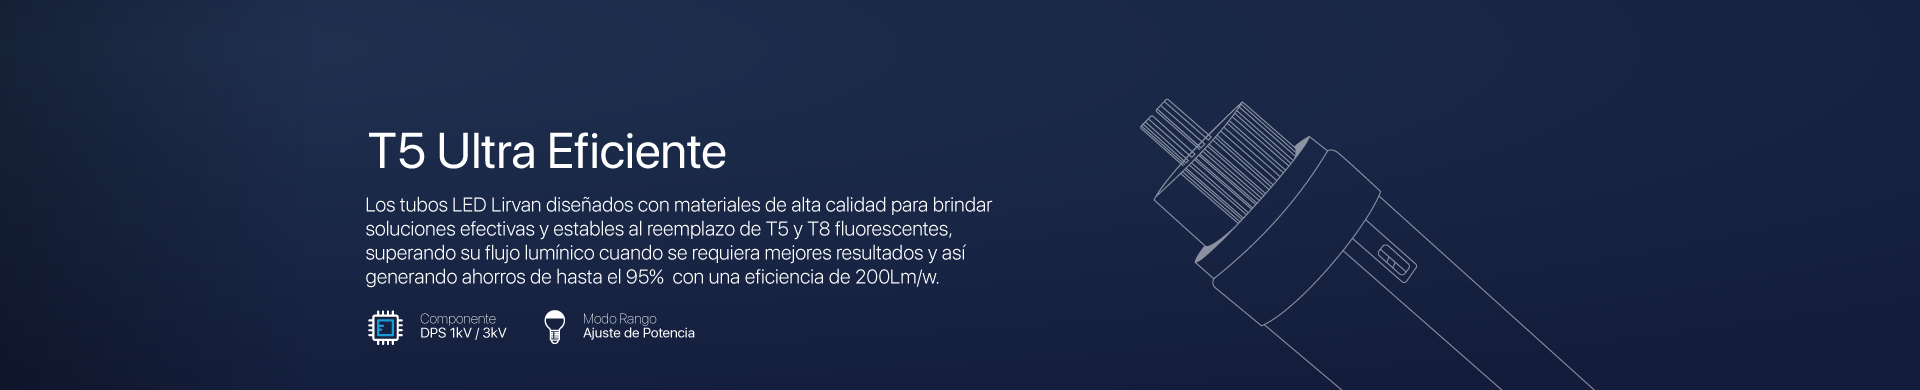 T5 Ultra Eficiente
Los tubos LED Lirvan diseñados con materiales de alta calidad para brindar
soluciones efectivas y estables al reemplazo de T5 y T8 fluorescentes,
superando su flujo lumínico cuando se requiera mejores resultados y así
generando ahorros de hasta el 95%  con una eficiencia de 200Lm/w.
Componente
DPS 1kV / 3kV
Modo Rango
Ajuste de Potencia